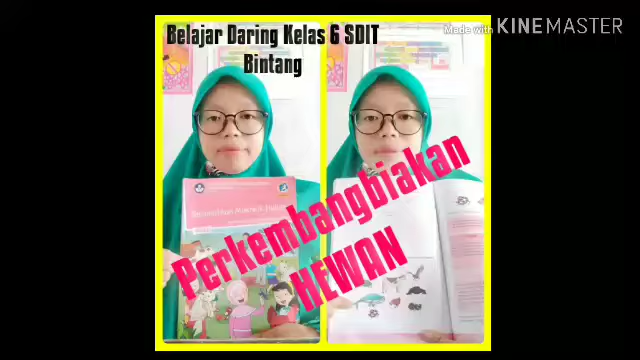 Belajar Daring Kelas 6 SDIT
Bintang
Made with KINEMASTER
Perkembangbiakan
HEWAN